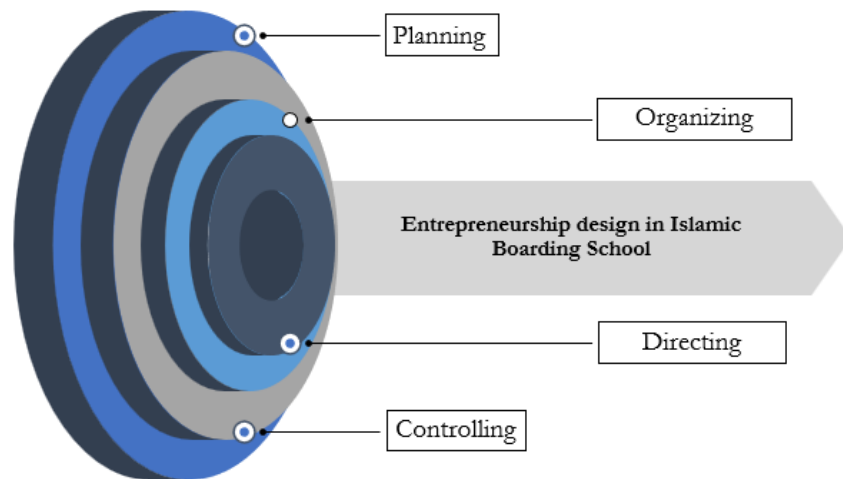 Planning
Organizing
Entrepreneurship design in Islamic
Boarding School
Directing
Controlling